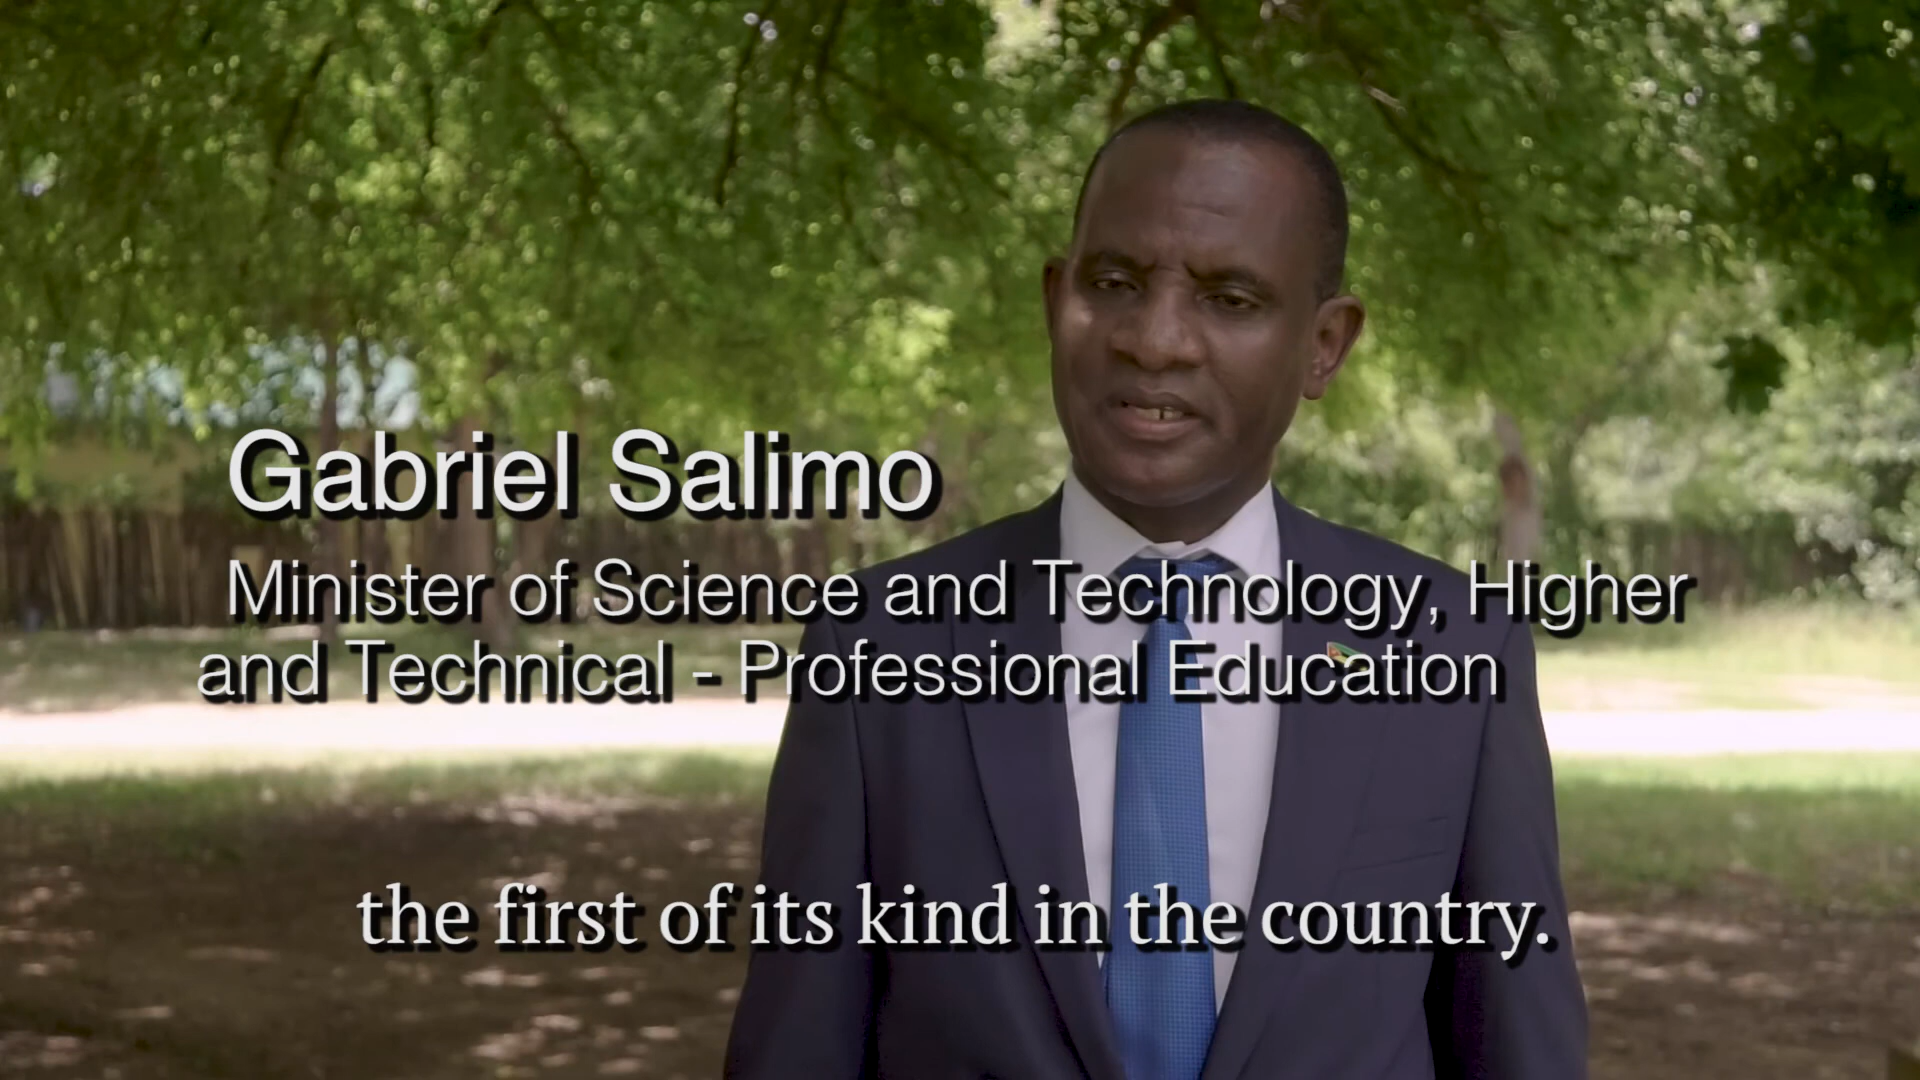 Gabriel Salimo
Minister of Science and Technology, Higher
and Technical - Professional Education
the first of its kind in the country.